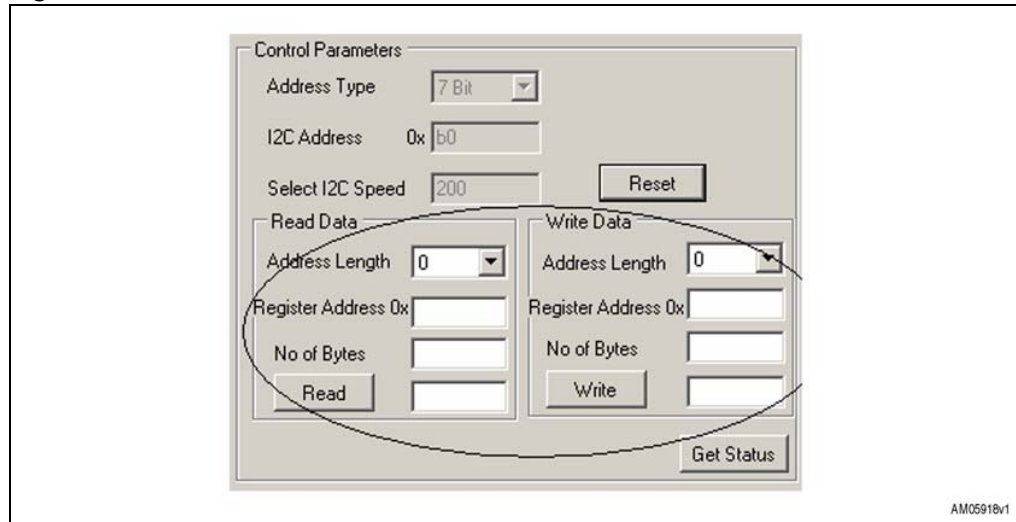 Control Parameters
Address Type 7 Bit
I2C Address 0x b0
Select I2C Speed 200
Reset
Read Data
Address Length 0
Register Address 0x
No of Bytes
Read
Write Data
Address Length 0
Register Address 0x
No of Bytes
Write
Get Status
AM05918v1